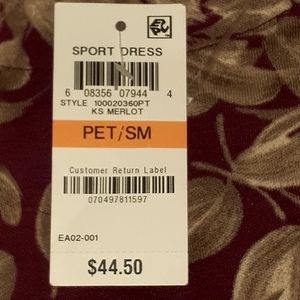 SPORT DRESS
6 08356 07944 4
STYLE 100020360PT
KS MERLOT
PET/SM
Customer Return Label
070497811597
EA02-001
$44.50